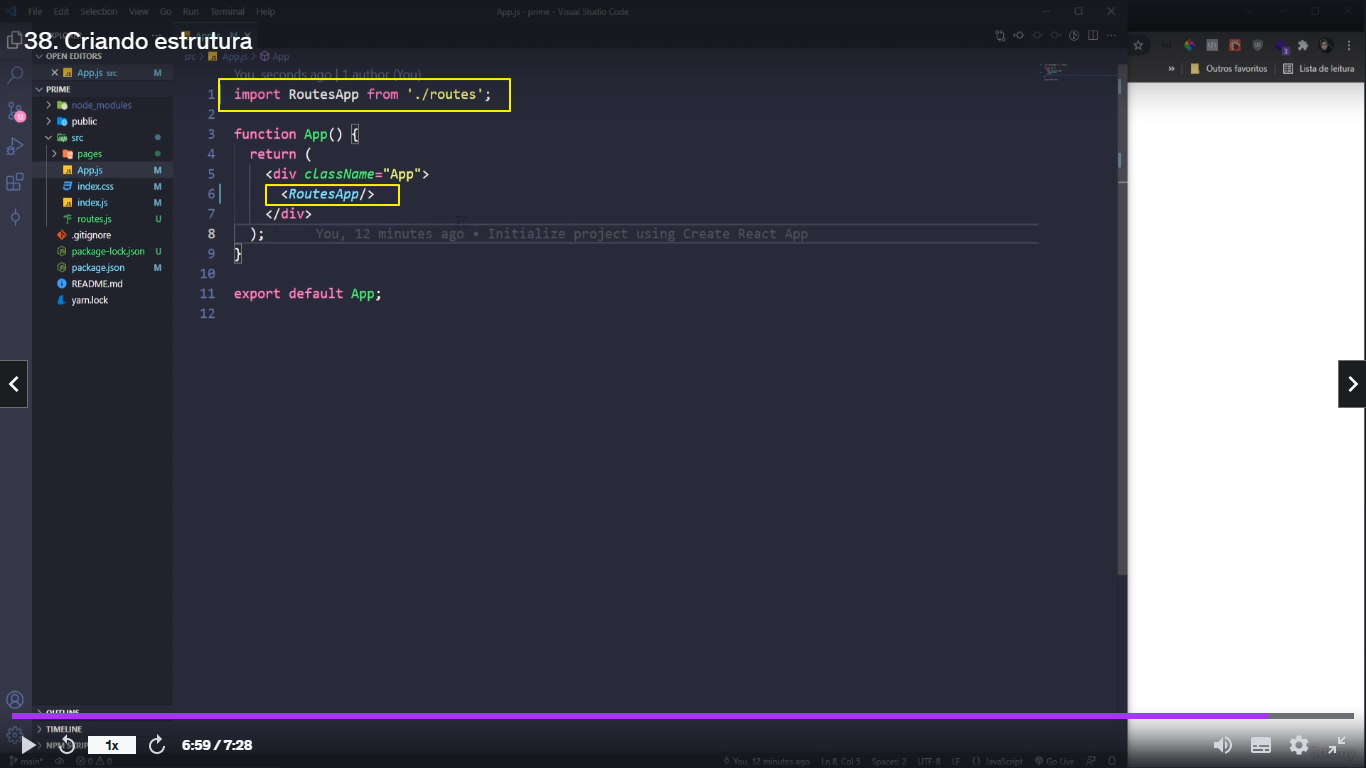 File Edit Selection View Go Run Terminal Help
App.js - prime - Visual Studio Code
38. Criando estrutura
OPEN EDITORS
App.js src M
PRIME
node_modules
public
src
pages
App.js M
index.css M
index.js M
routes.js U
.gitignore
package-lock.json U
package.json M
README.md
yarn.lock
src > App.js > App
You, seconds ago | 1 author (You)
1 import RoutesApp from './routes';
2
3 function App() {
4 return (
5 <div className="App">
6 <RoutesApp/>
7 </div>
8 ); You, 12 minutes ago • Initialize project using Create React App
9 }
10
11 export default App;
12
» Outros favoritos Lista de leitura
OUTLINE
TIMELINE
1x
6:59 / 7:28
main* 0 0
You, 12 minutes ago Ln 8, Col 5 Spaces: 2 UTF-8 LF {} JavaScript Go Live